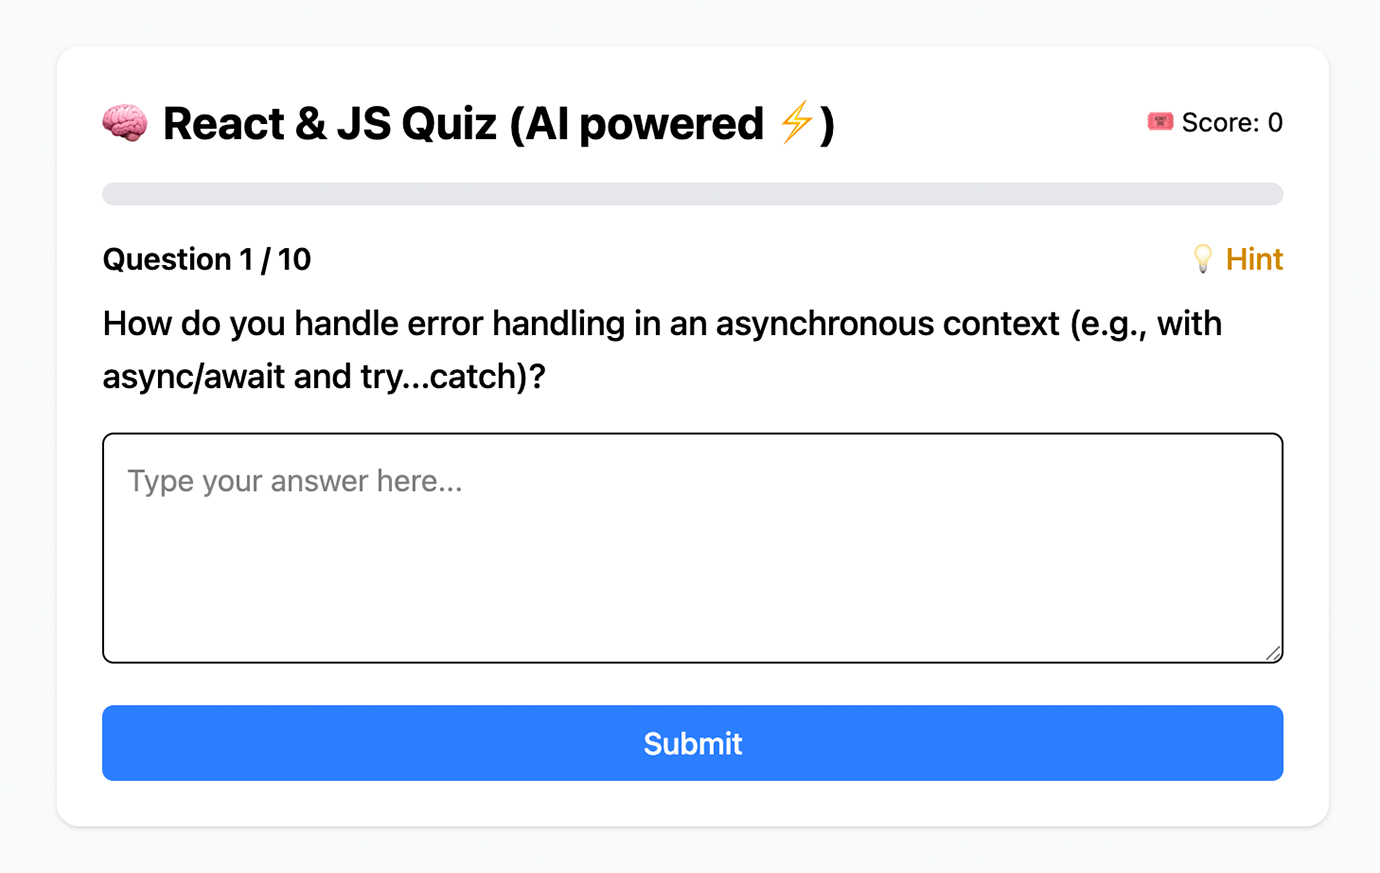 🧠 React & JS Quiz (AI powered ⚡)
🎟️ Score: 0
Question 1 / 10
💡 Hint
How do you handle error handling in an asynchronous context (e.g., with
async/await and try...catch)?
Type your answer here...
Submit